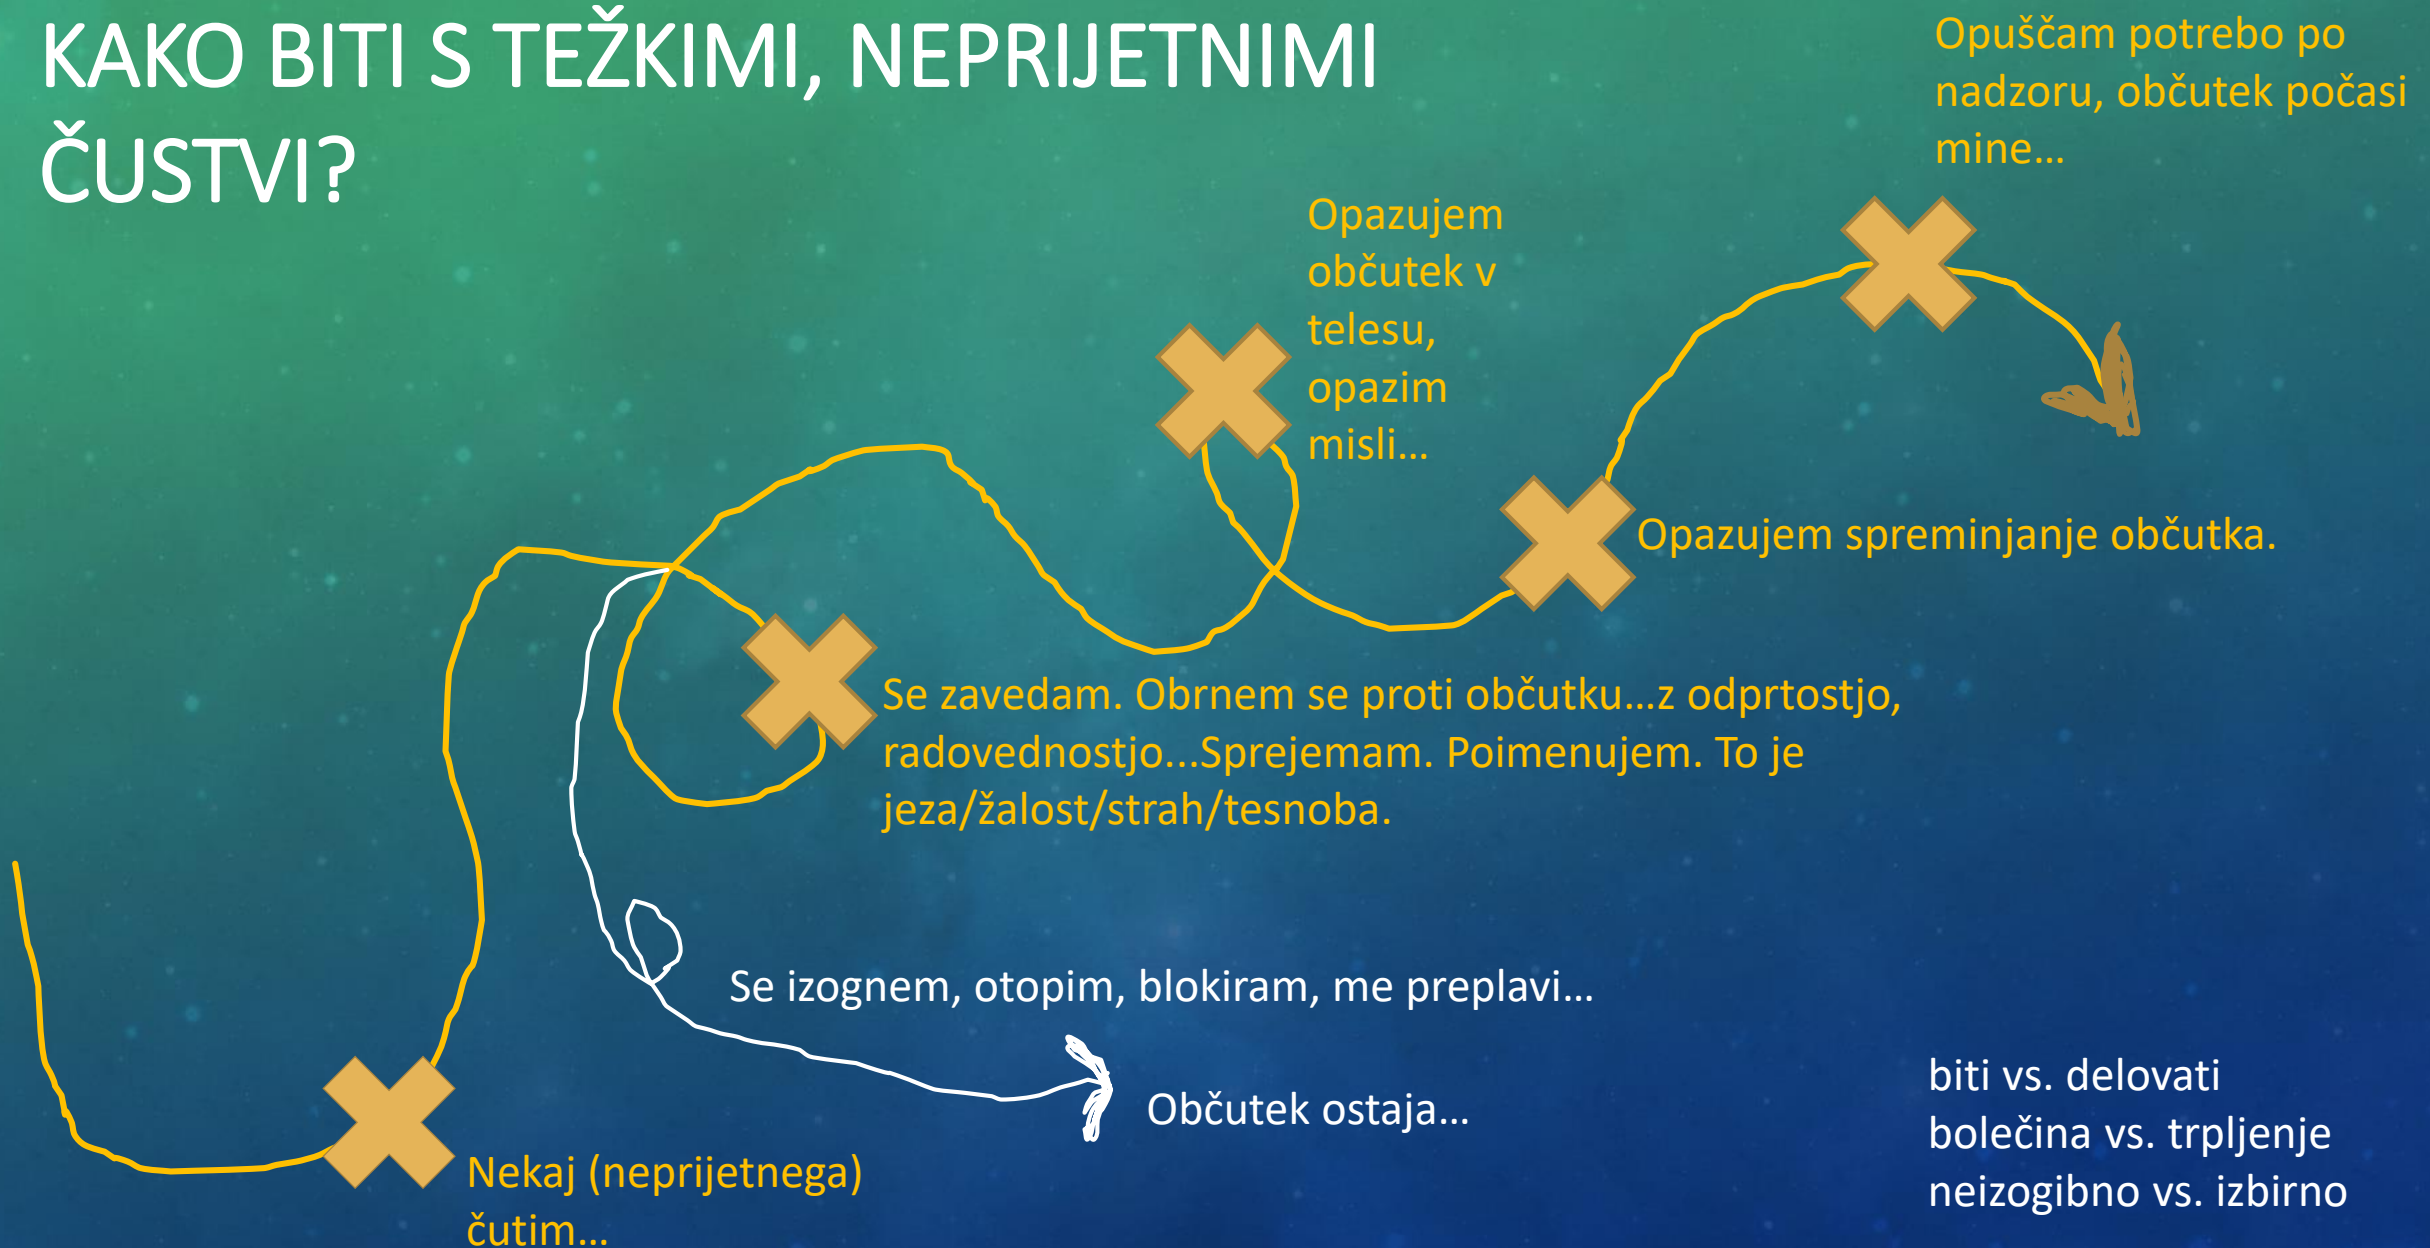 KAKO BITI S TEŽKIMI, NEPRIJETNIMI
ČUSTVI?
Opuščam potrebo po
nadzoru, občutek počasi
mine…
Opazujem
občutek v
telesu,
opazim
misli…
Opazujem spreminjanje občutka.
Se zavedam. Obrnem se proti občutku…z odprtostjo,
radovednostjo...Sprejemam. Poimenujem. To je
jeza/žalost/strah/tesnoba.
Se izognem, otopim, blokiram, me preplavi…
Občutek ostaja…
Nekaj (neprijetnega)
čutim…
biti vs. delovati
bolečina vs. trpljenje
neizogibno vs. izbirno